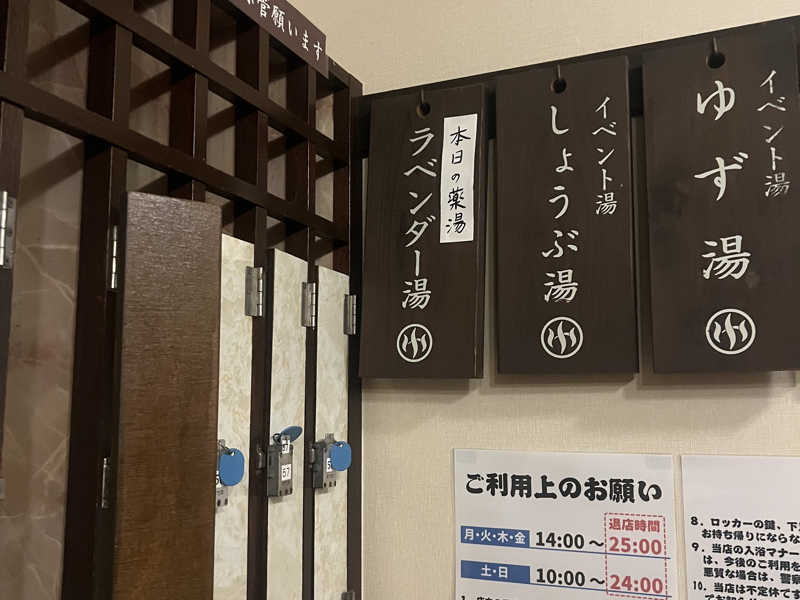 管願います
本日の薬湯
ラベンダー湯
イベント湯
しょうぶ湯
イベント湯
ゆず湯
57
ご利用上のお願い
退店時間
月・火・木・金 14:00～25:00
土・日 10:00～24:00
8. ロッカーの鍵、下
お持ち帰りにならな
9. 当店の入浴マナー
は、今後のご利用を
悪質な場合は、警察
10. 当店は不定休です